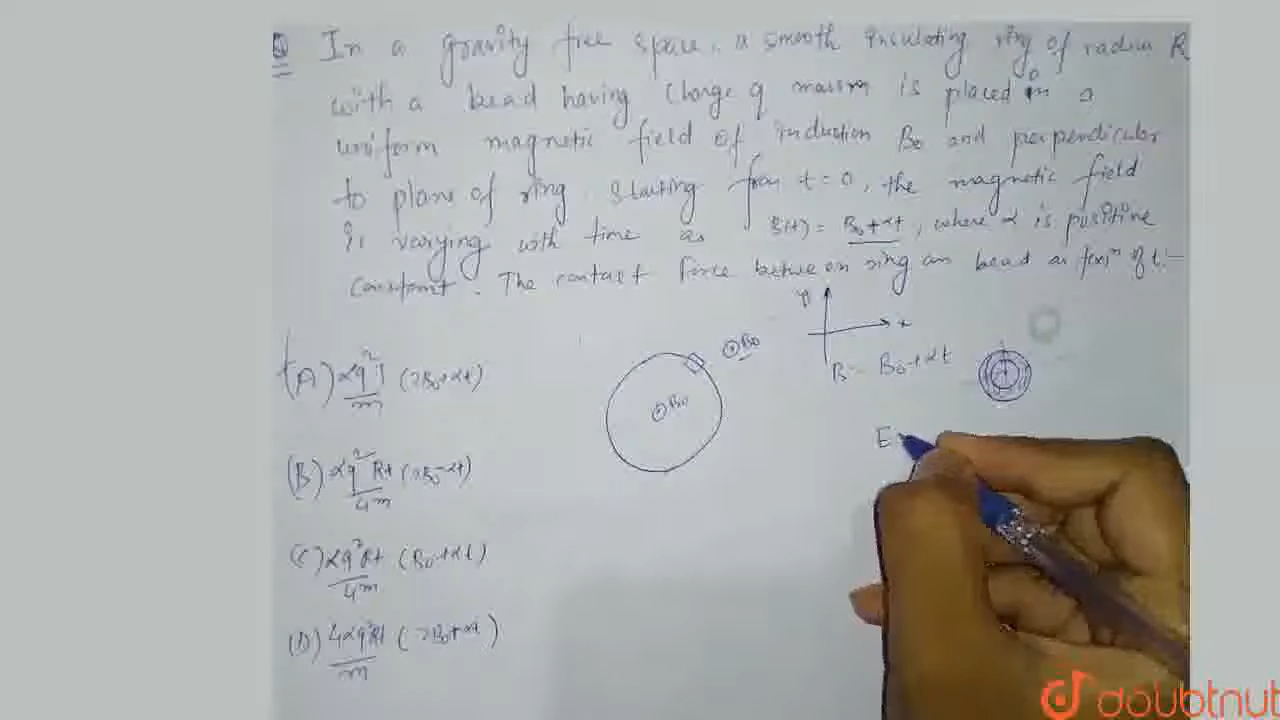 Q In a gravity free space, a smooth insulating ring of radius R
with a bead having charge q mass m is placed in a
uniform magnetic field of induction B₀ and perpendicular
to plane of ring. Starting from t=0, the magnetic field
is varying with time as B(t) = B₀+αt, where α is positive
constant. The contact force between ring an bead as fxⁿ of t:-
y
x
⊙B₀
B = B₀+αt
(A) αq²
m (2B₀+αt)
⊙B₀
E
(B) αq²Rt (2B₀-αt)
4m
(C) αq²Rt (B₀+αt)
4m
(D) 4αq²Rt (2B₀+αt)
m
doubtnut